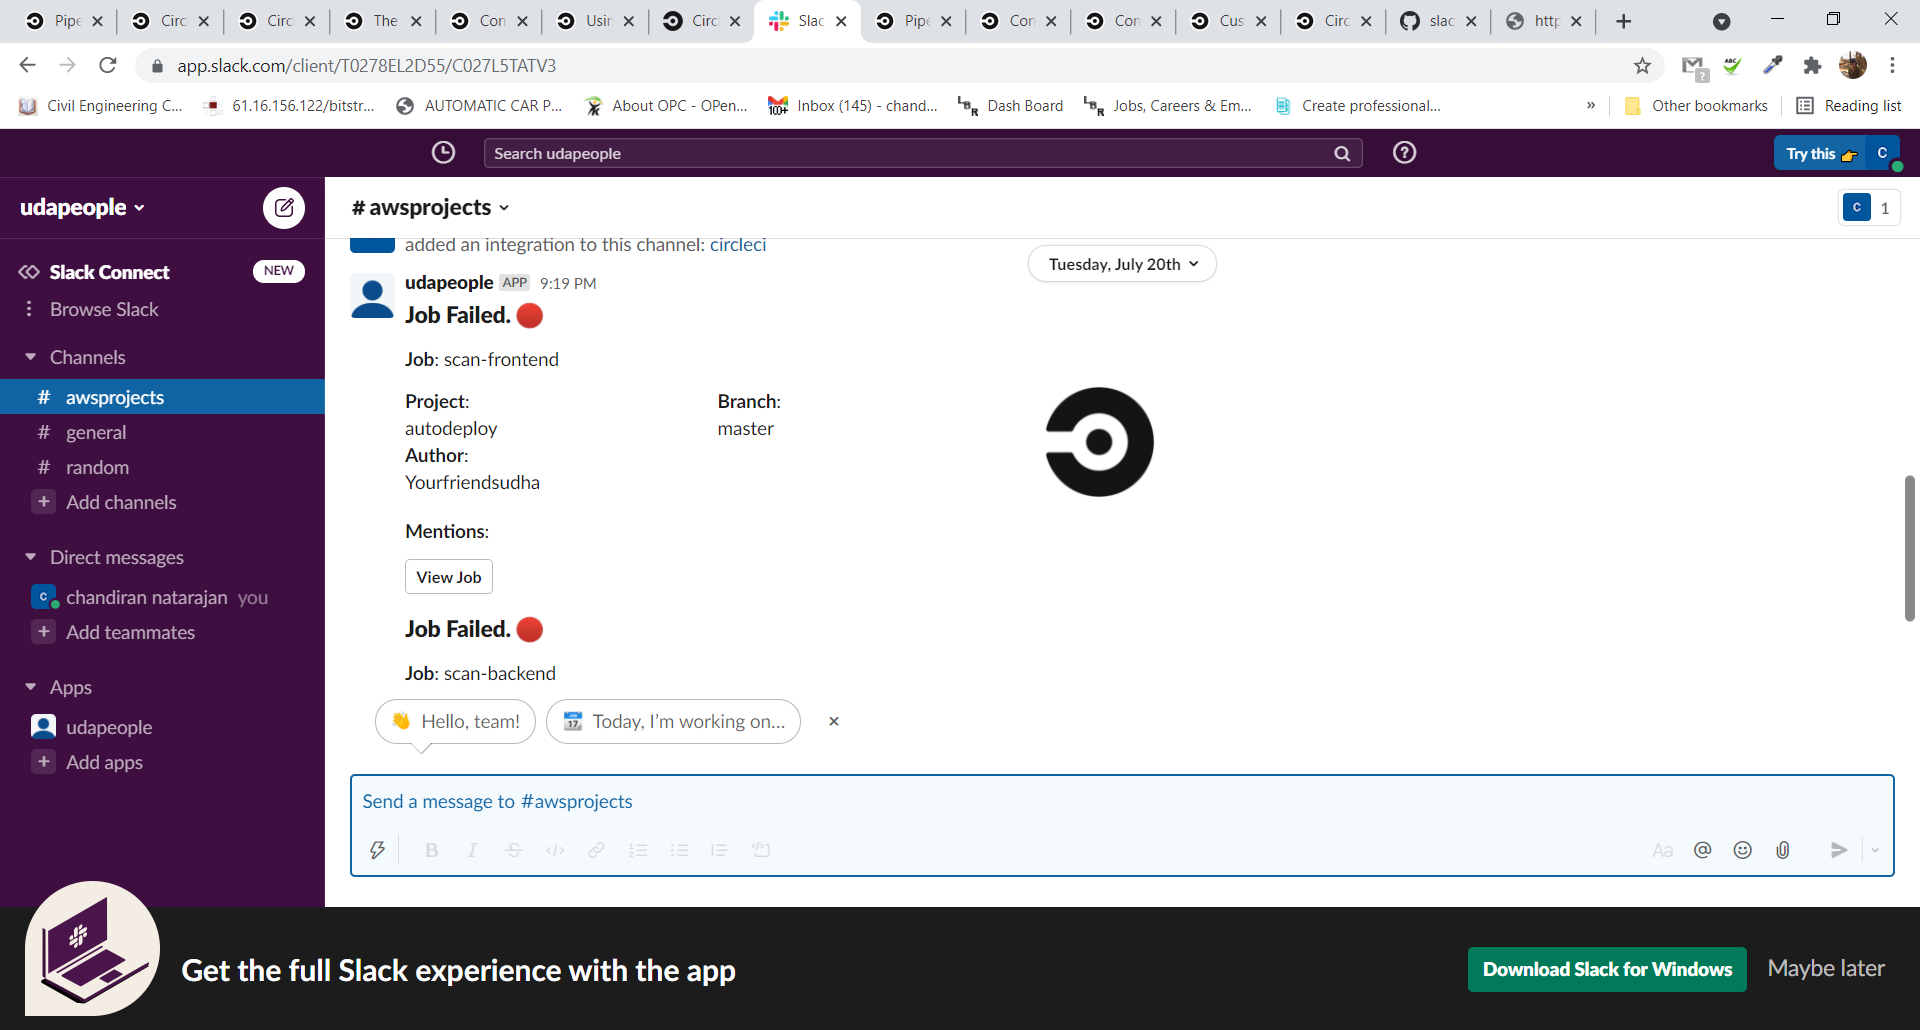 Pipe
Circ
Circ
The
Con
Usin
Circ
Slac
Pipe
Con
Con
Cus
Circ
slac
http
app.slack.com/client/T0278EL2D55/C027L5TATV3
Civil Engineering C...
61.16.156.122/bitstr...
AUTOMATIC CAR P...
About OPC - OPen...
100+
Inbox (145) - chand...
Dash Board
Jobs, Careers & Em...
Create professional...
»
Other bookmarks
Reading list
Search udapeople
Try this
C
udapeople
# awsprojects
C 1
added an integration to this channel: circleci
Tuesday, July 20th
Slack Connect
NEW
Browse Slack
Channels
# awsprojects
# general
# random
+ Add channels
Direct messages
C chandiran natarajan you
+ Add teammates
Apps
udapeople
+ Add apps
udapeople APP 9:19 PM
Job Failed.
Job: scan-frontend
Project:
autodeploy
Branch:
master
Author:
Yourfriendsudha
Mentions:
View Job
Job Failed.
Job: scan-backend
Hello, team!
Today, I'm working on...
Send a message to #awsprojects
Aa
Get the full Slack experience with the app
Download Slack for Windows
Maybe later